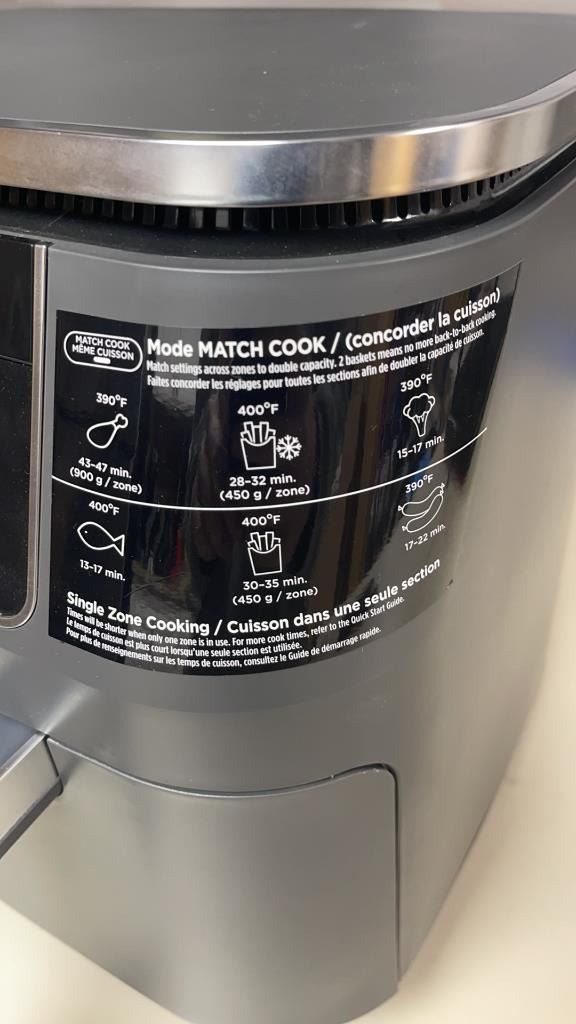 MATCH COOK
MÊME CUISSON
Mode MATCH COOK / (concorder la cuisson)
Match settings across zones to double capacity. 2 baskets means no more back-to-back cooking.
Faites concorder les réglages pour toutes les sections afin de doubler la capacité de cuisson.
390°F
43-47 min.
(900 g / zone)
400°F
28-32 min.
(450 g / zone)
390°F
15-17 min.
400°F
13-17 min.
400°F
30-35 min.
(450 g / zone)
390°F
17-22 min.
Single Zone Cooking / Cuisson dans une seule section
Times will be shorter when only one zone is in use. For more cook times, refer to the Quick Start Guide.
Le temps de cuisson est plus court lorsqu'une seule section est utilisée.
Pour plus de renseignements sur les temps de cuisson, consultez le Guide de démarrage rapide.